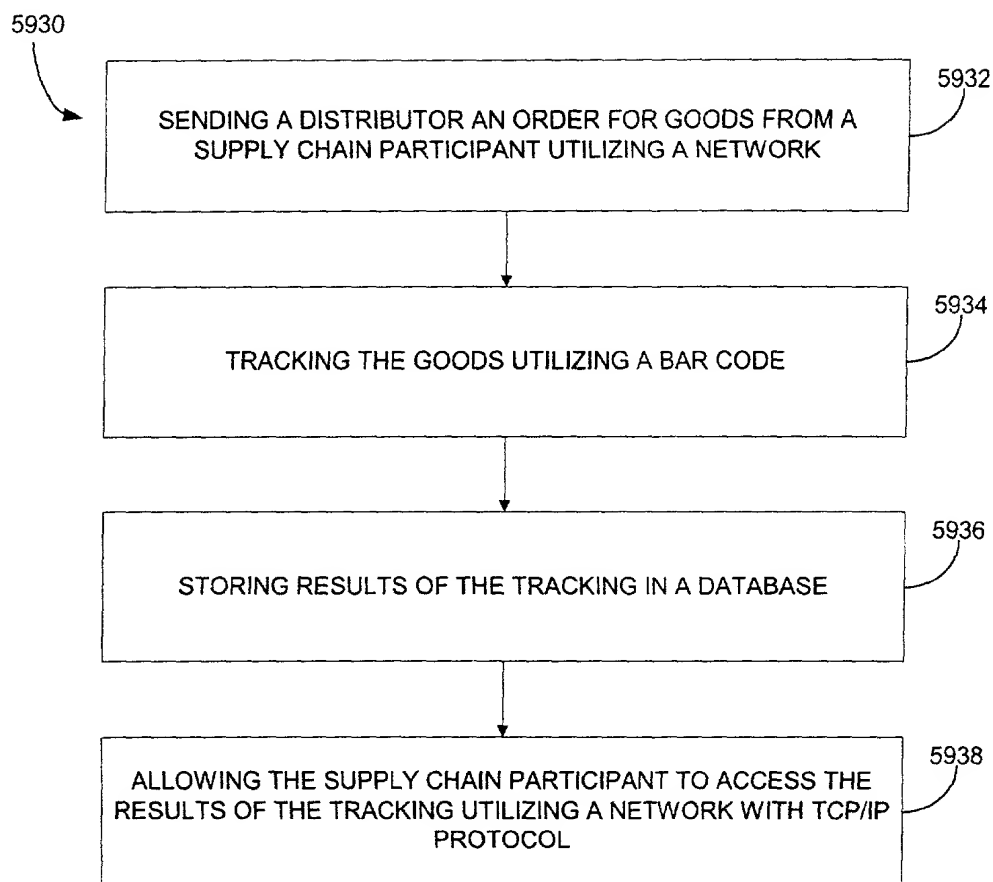 5930
5932
SENDING A DISTRIBUTOR AN ORDER FOR GOODS FROM A
SUPPLY CHAIN PARTICIPANT UTILIZING A NETWORK
5934
TRACKING THE GOODS UTILIZING A BAR CODE
5936
STORING RESULTS OF THE TRACKING IN A DATABASE
5938
ALLOWING THE SUPPLY CHAIN PARTICIPANT TO ACCESS THE
RESULTS OF THE TRACKING UTILIZING A NETWORK WITH TCP/IP
PROTOCOL